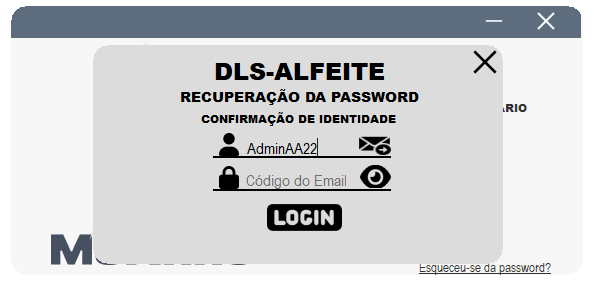 DLS-ALFEITE
RECUPERAÇÃO DA PASSWORD
CONFIRMAÇÃO DE IDENTIDADE
AdminAA22
Código do Email
LOGIN
Esqueceu-se da password?